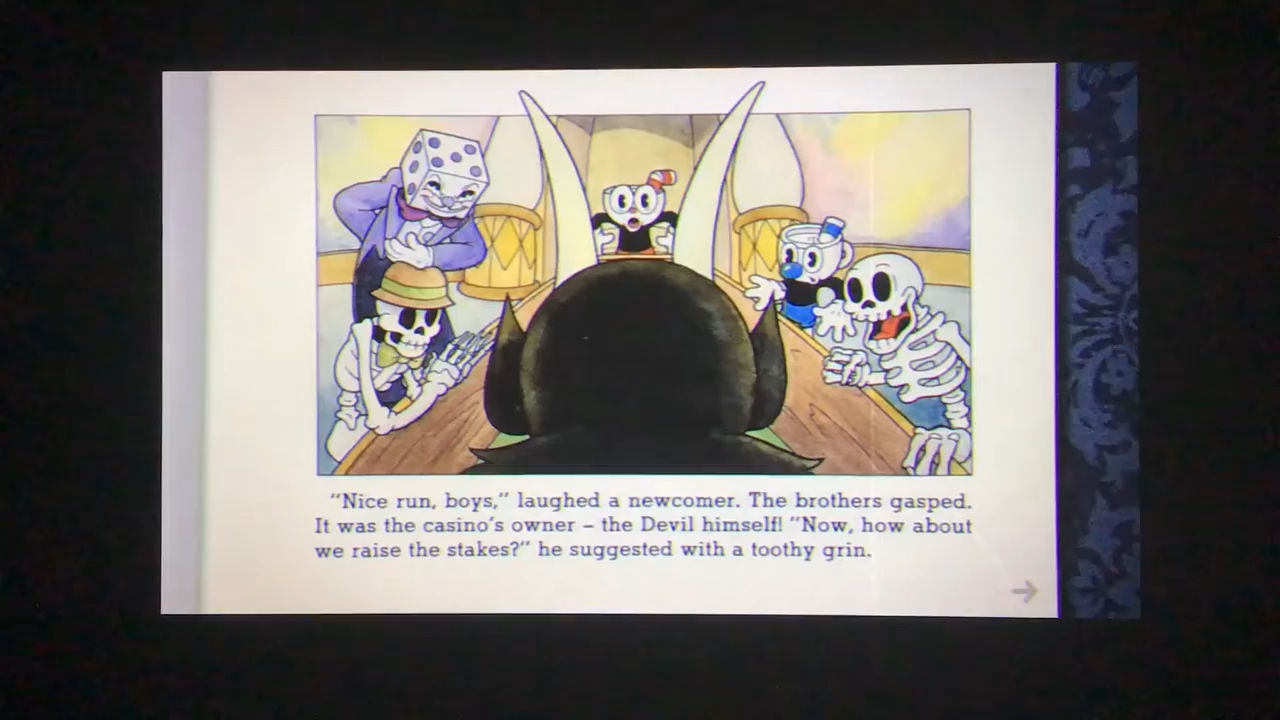 “Nice run, boys,” laughed a newcomer. The brothers gasped.
It was the casino’s owner – the Devil himself! “Now, how about
we raise the stakes?” he suggested with a toothy grin.